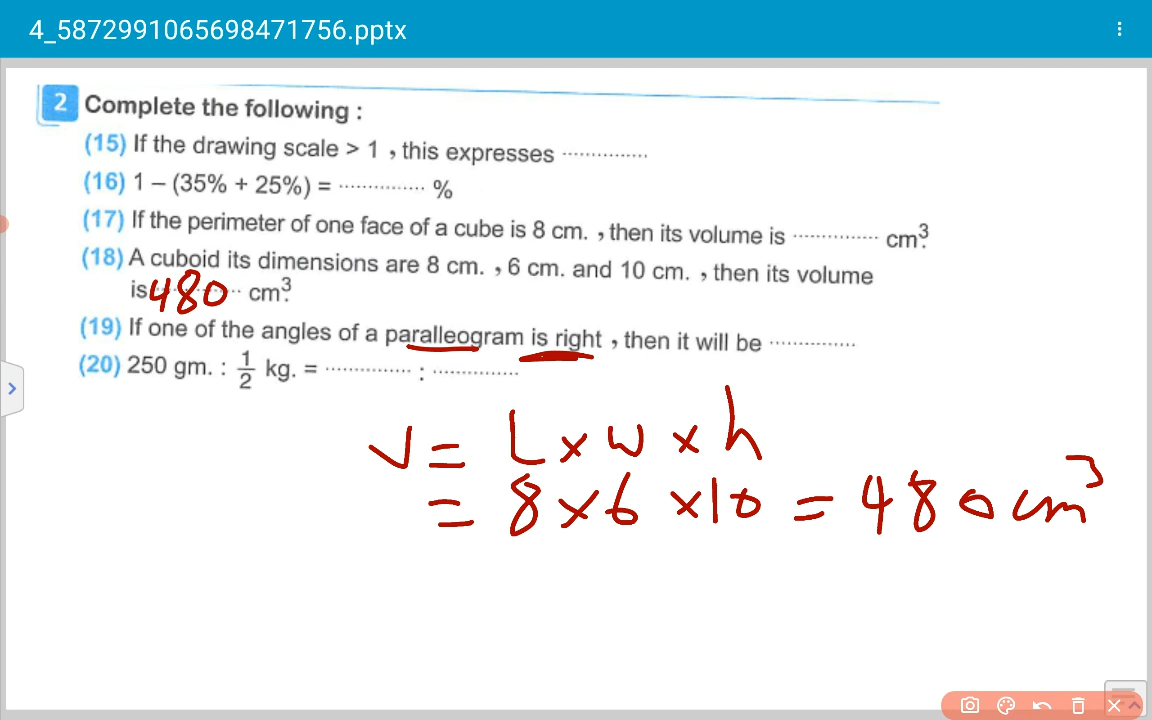 4_5872991065698471756.pptx
2 Complete the following :
(15) If the drawing scale > 1 , this expresses ...............
(16) 1 – (35% + 25%) = ............... %
(17) If the perimeter of one face of a cube is 8 cm. , then its volume is ............... cm³.
(18) A cuboid its dimensions are 8 cm. , 6 cm. and 10 cm. , then its volume
is 480 cm³.
(19) If one of the angles of a paralleogram is right , then it will be ...............
(20) 250 gm. : 1/2 kg. = ............... : ...............
V = L × w × h
= 8 × 6 × 10 = 480 cm³